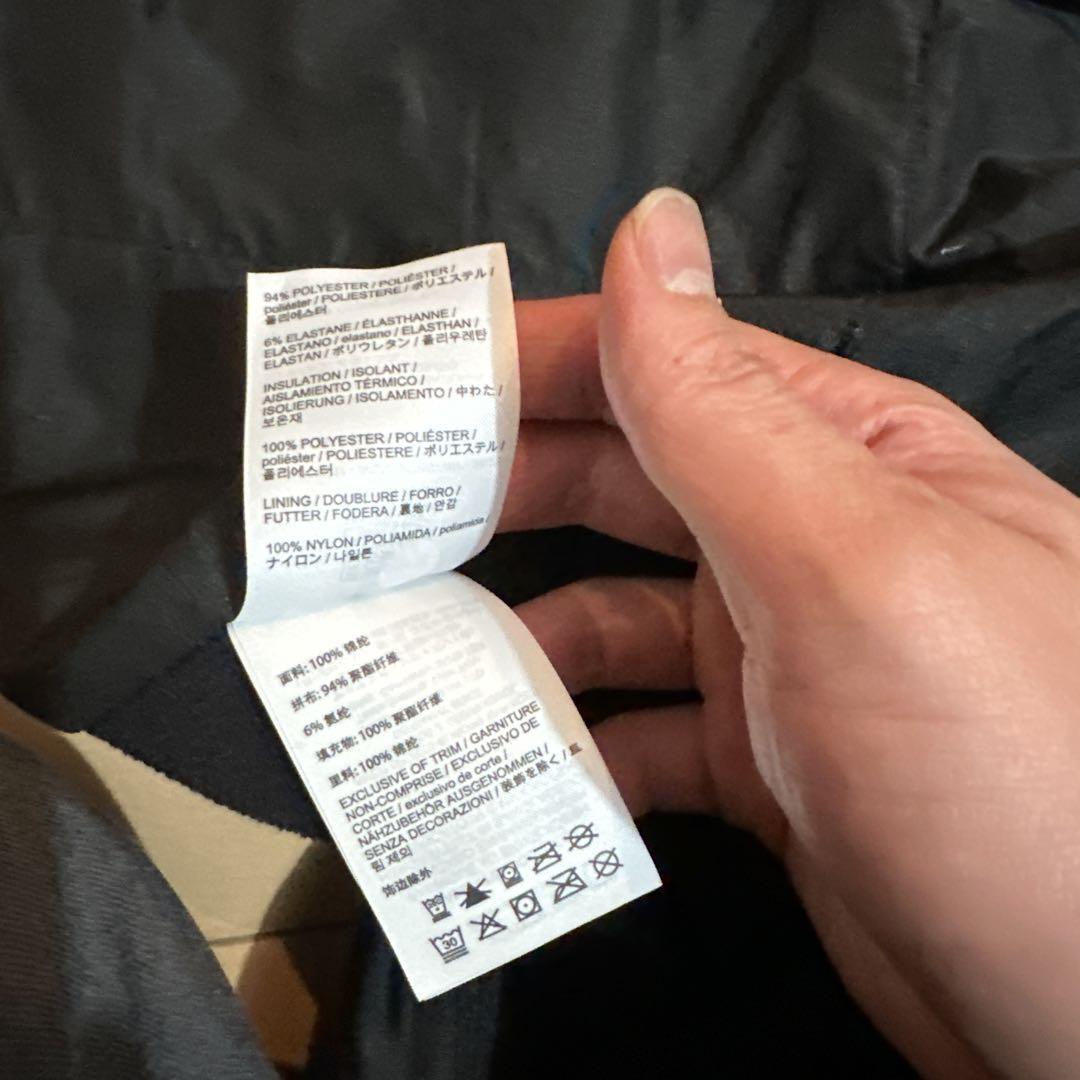 94% POLYESTER / POLIÉSTER /
poliéster / POLIESTERE / ポリエステル /
폴리에스터
6% ELASTANE / ÉLASTHANNE /
ELASTANO / elastano / ELASTHAN /
ELASTAN / ポリウレタン / 폴리우레탄
INSULATION / ISOLANT /
AISLAMIENTO TÉRMICO /
ISOLIERUNG / ISOLAMENTO / 中わた /
보온재
100% POLYESTER / POLIÉSTER /
poliéster / POLIESTERE / ポリエステル /
폴리에스터
LINING / DOUBLURE / FORRO /
FUTTER / FODERA / 裏地 / 안감
100% NYLON / POLIAMIDA / poliamida /
ナイロン / 나일론
面料: 100% 锦纶
拼布: 94% 聚酯纤维
6% 氨纶
填充物: 100% 聚酯纤维
里料: 100% 锦纶
EXCLUSIVE OF TRIM / GARNITURE
NON-COMPRISE / EXCLUSIVO DE
CORTE / exclusivo de corte /
NÄHZUBEHÖR AUSGENOMMEN /
SENZA DECORAZIONI / 装飾を除く / 트
림 제외
饰边除外
30